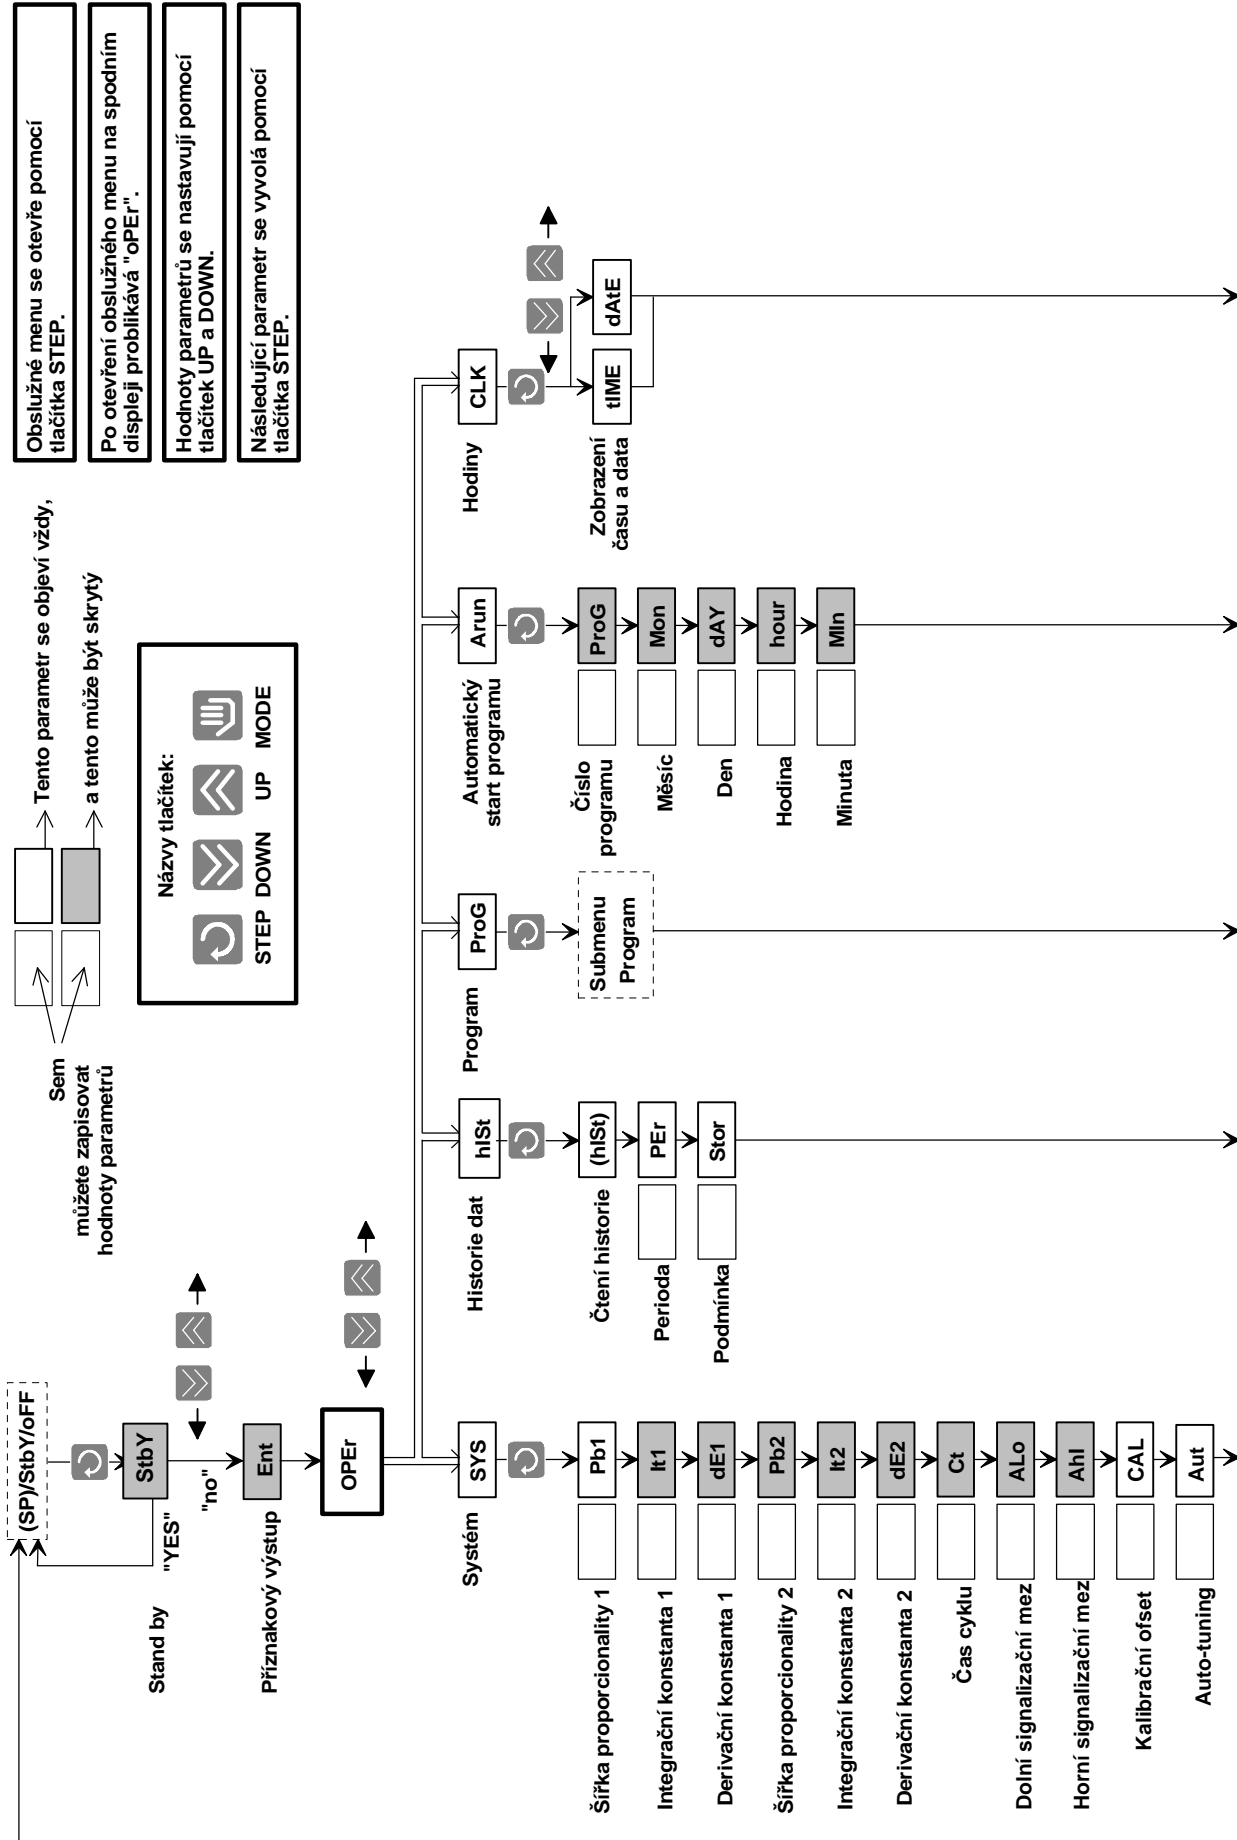 Obslužné menu se otevře pomocí
tlačítka STEP.
Po otevření obslužného menu na spodním
displeji problikává "oPEr".
Hodnoty parametrů se nastavují pomocí
tlačítek UP a DOWN.
Následující parametr se vyvolá pomocí
tlačítka STEP.
Tento parametr se objeví vždy,
a tento může být skrytý
Sem
můžete zapisovat
hodnoty parametrů
Názvy tlačítek:
STEP
DOWN
UP
MODE
(SP)/StbY/oFF
Stand by
StbY
"YES"
"no"
Příznakový výstup
Ent
OPEr
Systém
SYS
Šířka proporcionality 1
Pb1
Integrační konstanta 1
It1
Derivační konstanta 1
dE1
Šířka proporcionality 2
Pb2
Integrační konstanta 2
It2
Derivační konstanta 2
dE2
Čas cyklu
Ct
Dolní signalizační mez
ALo
Horní signalizační mez
AhI
Kalibrační ofset
CAL
Auto-tuning
Aut
Historie dat
hISt
Čtení historie
(hISt)
Perioda
PEr
Podmínka
Stor
Program
ProG
Submenu
Program
Automatický
start programu
Arun
Číslo
programu
ProG
Měsíc
Mon
Den
dAY
Hodina
hour
Minuta
MIn
Hodiny
CLK
Zobrazení
času a data
tIME
dAtE